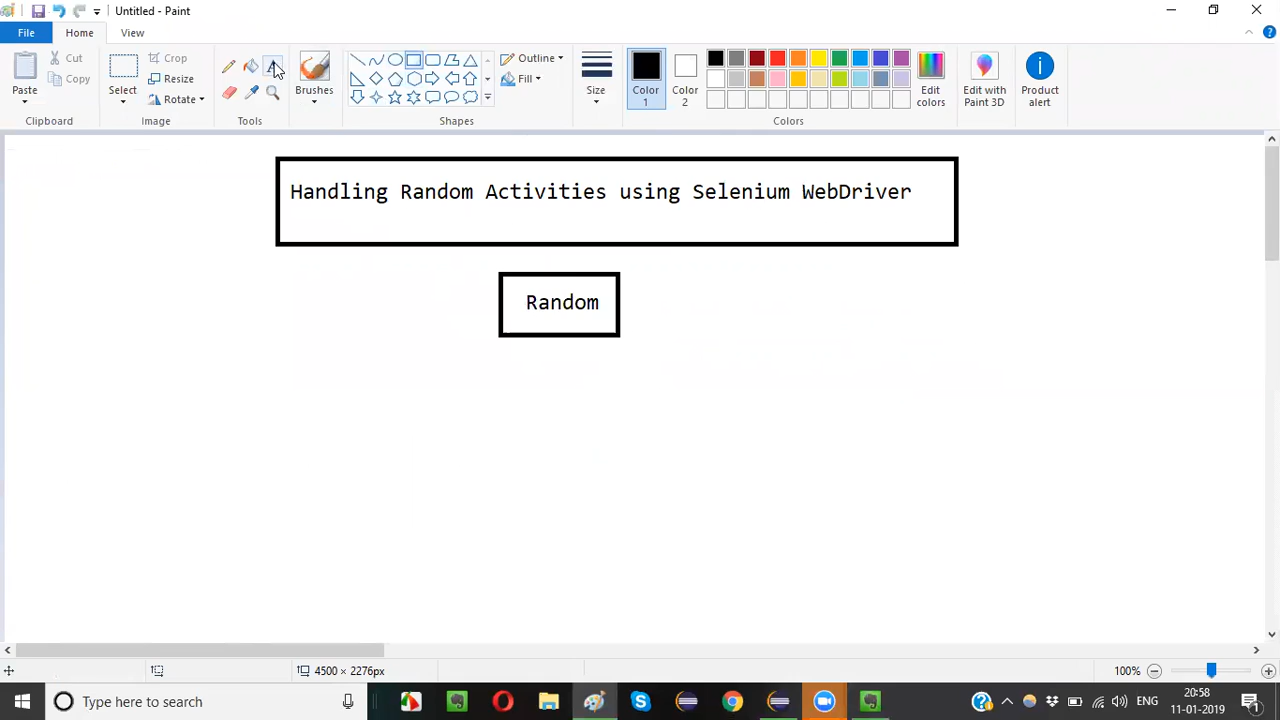 Untitled - Paint
File Home View
Paste
Cut
Copy
Clipboard
Select
Crop
Resize
Rotate
Image
Tools
Brushes
Shapes
Outline
Fill
Size
Color 1
Color 2
Colors
Edit colors
Edit with Paint 3D
Product alert
Handling Random Activities using Selenium WebDriver
Random
4500 × 2276px
100%
Type here to search
ENG
20:58
11-01-2019